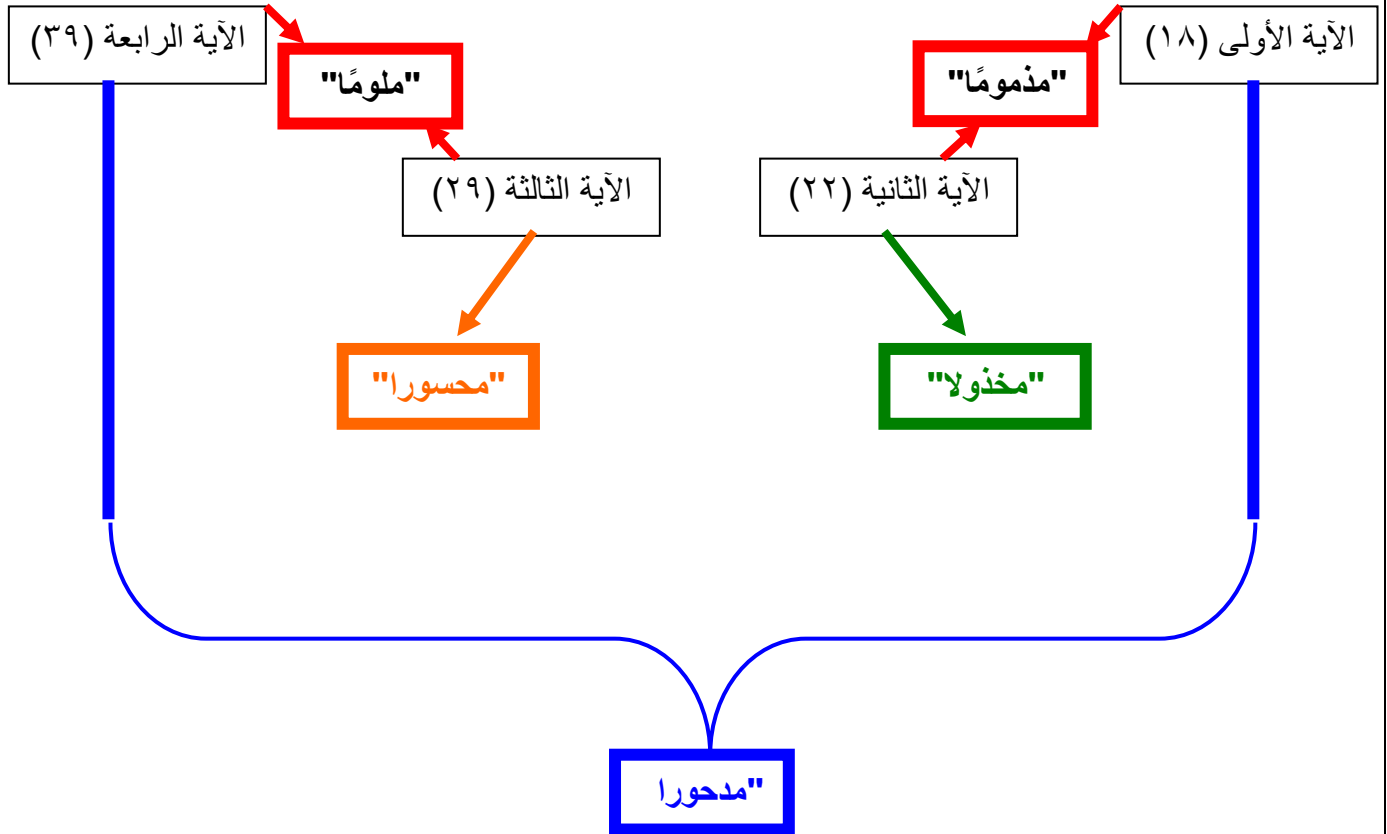 الآية الأولى (١٨)
الآية الرابعة (٣٩)
"مذمومًا"
"ملومًا"
الآية الثانية (٢٢)
الآية الثالثة (٢٩)
"مخذولا"
"محسورا"
"مدحورا